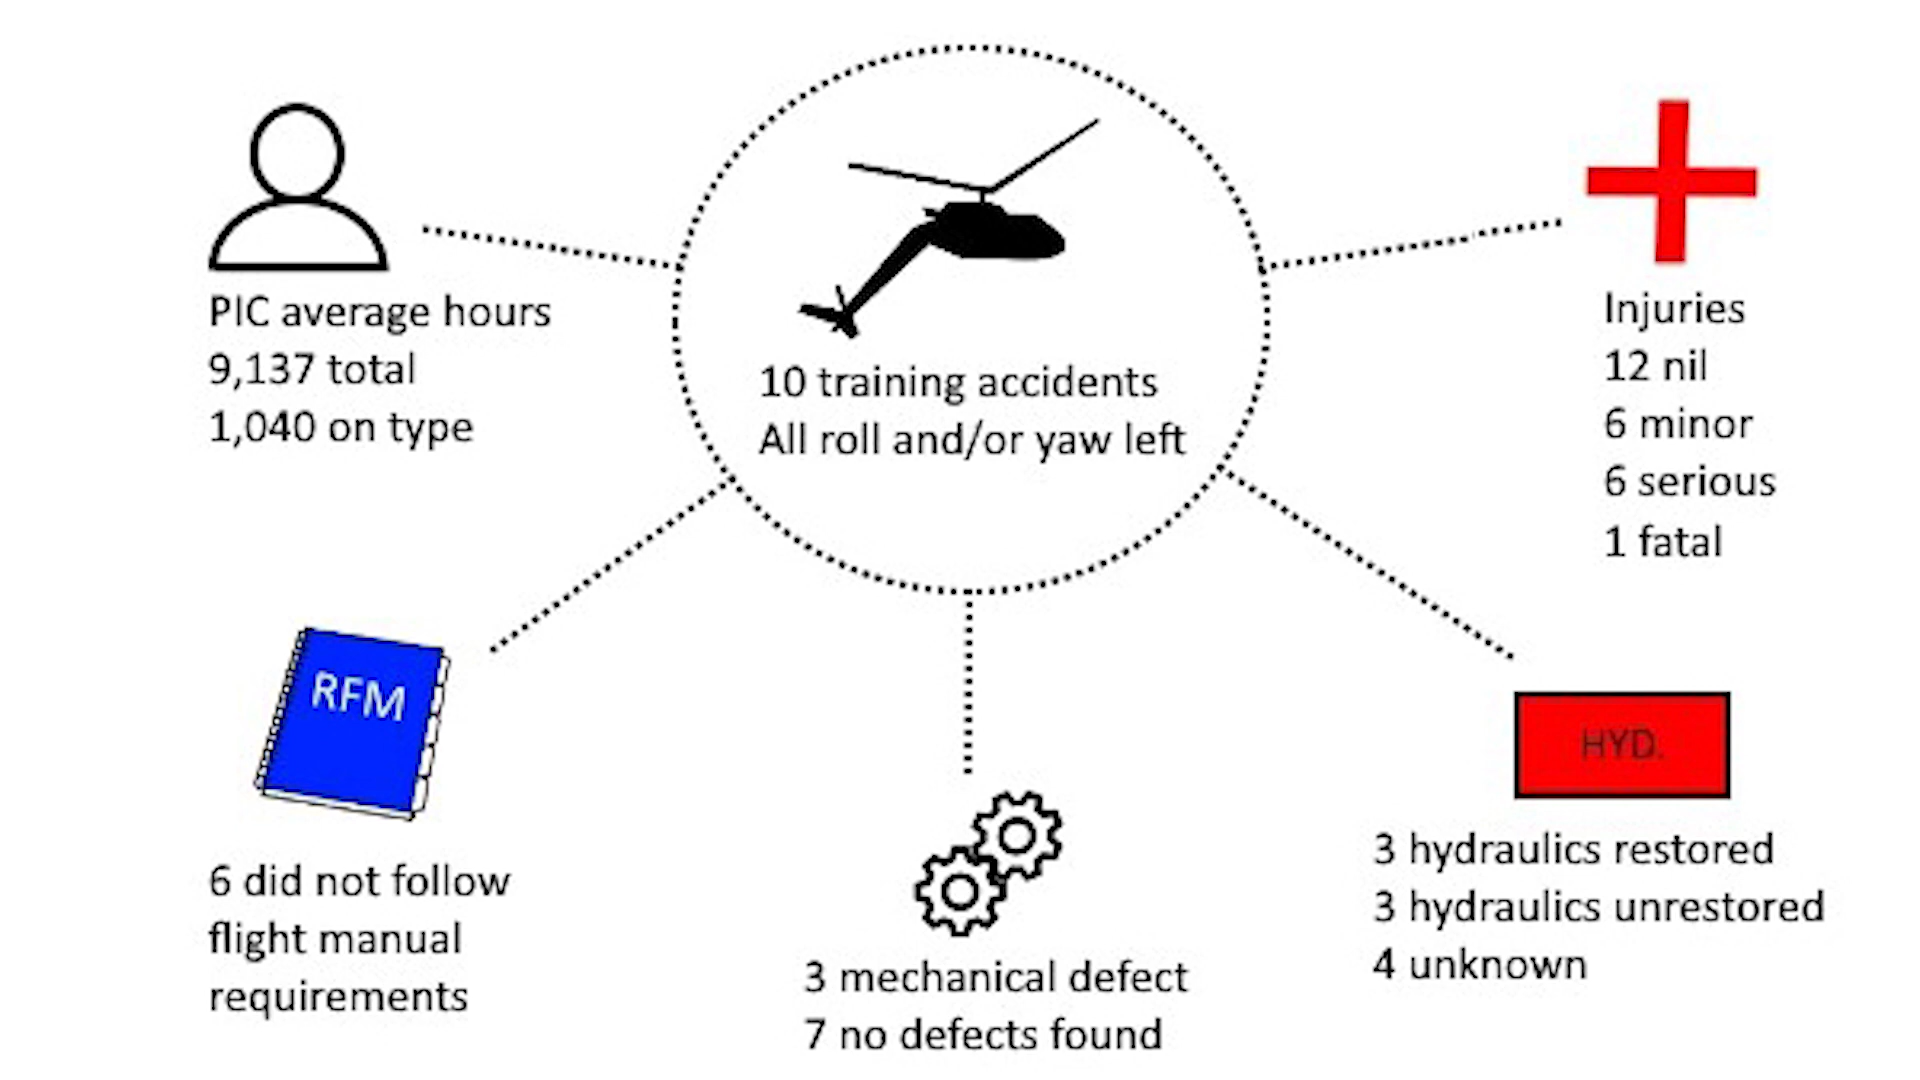 PIC average hours
9,137 total
1,040 on type
10 training accidents
All roll and/or yaw left
Injuries
12 nil
6 minor
6 serious
1 fatal
RFM
6 did not follow
flight manual
requirements
3 mechanical defect
7 no defects found
HYD.
3 hydraulics restored
3 hydraulics unrestored
4 unknown